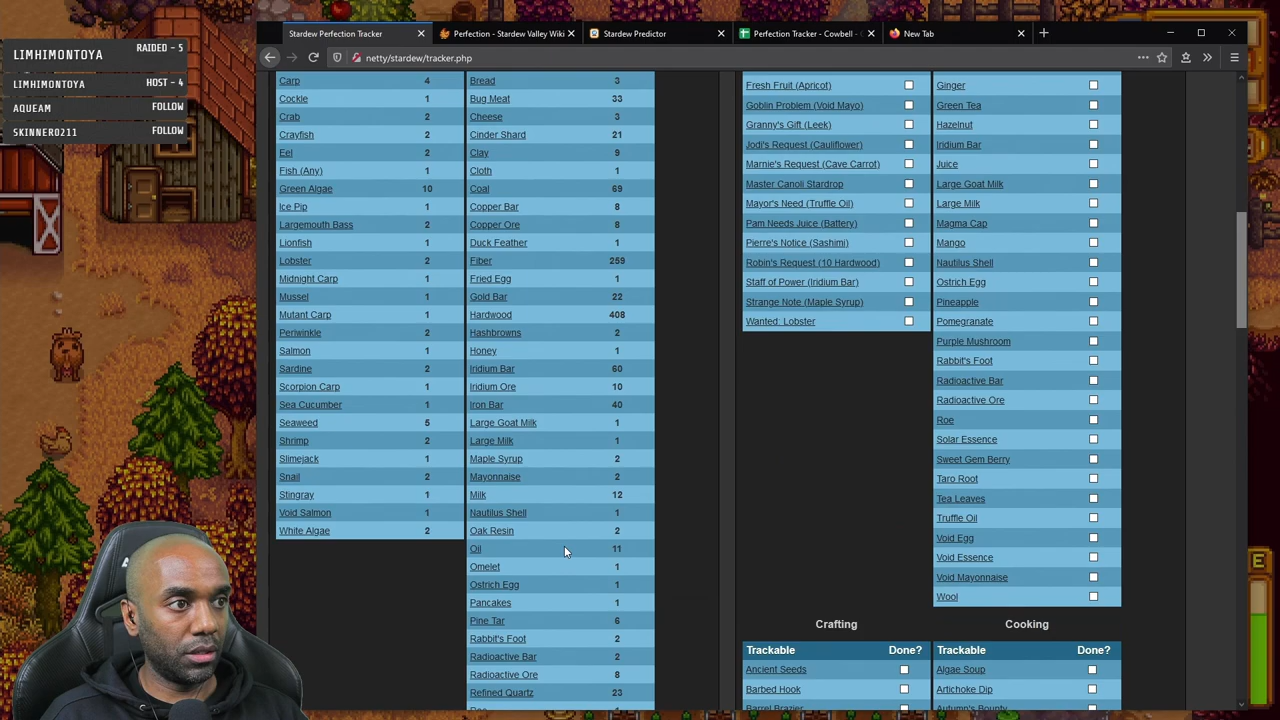 LIMHIMONTOYA RAIDED - 5
LIMHIMONTOYA HOST - 4
AQUEAM FOLLOW
SKINNER0211 FOLLOW
Stardew Perfection Tracker
Perfection - Stardew Valley Wiki
Stardew Predictor
Perfection Tracker - Cowbell -
New Tab
netty/stardew/tracker.php
Carp 4
Cockle 1
Crab 2
Crayfish 2
Eel 2
Fish (Any) 1
Green Algae 10
Ice Pip 1
Largemouth Bass 2
Lionfish 1
Lobster 2
Midnight Carp 1
Mussel 1
Mutant Carp 1
Periwinkle 2
Salmon 1
Sardine 2
Scorpion Carp 1
Sea Cucumber 1
Seaweed 5
Shrimp 2
Slimejack 1
Snail 2
Stingray 1
Void Salmon 1
White Algae 2
Bread 3
Bug Meat 33
Cheese 3
Cinder Shard 21
Clay 9
Cloth 1
Coal 69
Copper Bar 8
Copper Ore 8
Duck Feather 1
Fiber 259
Fried Egg 1
Gold Bar 22
Hardwood 408
Hashbrowns 2
Honey 1
Iridium Bar 60
Iridium Ore 10
Iron Bar 40
Large Goat Milk 1
Large Milk 1
Maple Syrup 2
Mayonnaise 2
Milk 12
Nautilus Shell 1
Oak Resin 2
Oil 11
Omelet 1
Ostrich Egg 1
Pancakes 1
Pine Tar 6
Rabbit's Foot 2
Radioactive Bar 2
Radioactive Ore 8
Refined Quartz 23
Fresh Fruit (Apricot)
Goblin Problem (Void Mayo)
Granny's Gift (Leek)
Jodi's Request (Cauliflower)
Marnie's Request (Cave Carrot)
Master Canoli Stardrop
Mayor's Need (Truffle Oil)
Pam Needs Juice (Battery)
Pierre's Notice (Sashimi)
Robin's Request (10 Hardwood)
Staff of Power (Iridium Bar)
Strange Note (Maple Syrup)
Wanted: Lobster
Ginger
Green Tea
Hazelnut
Iridium Bar
Juice
Large Goat Milk
Large Milk
Magma Cap
Mango
Nautilus Shell
Ostrich Egg
Pineapple
Pomegranate
Purple Mushroom
Rabbit's Foot
Radioactive Bar
Radioactive Ore
Roe
Solar Essence
Sweet Gem Berry
Taro Root
Tea Leaves
Truffle Oil
Void Egg
Void Essence
Void Mayonnaise
Wool
Crafting
Trackable Done?
Ancient Seeds
Barbed Hook
Barrel Brazier
Cooking
Trackable Done?
Algae Soup
Artichoke Dip
Autumn's Bounty
E